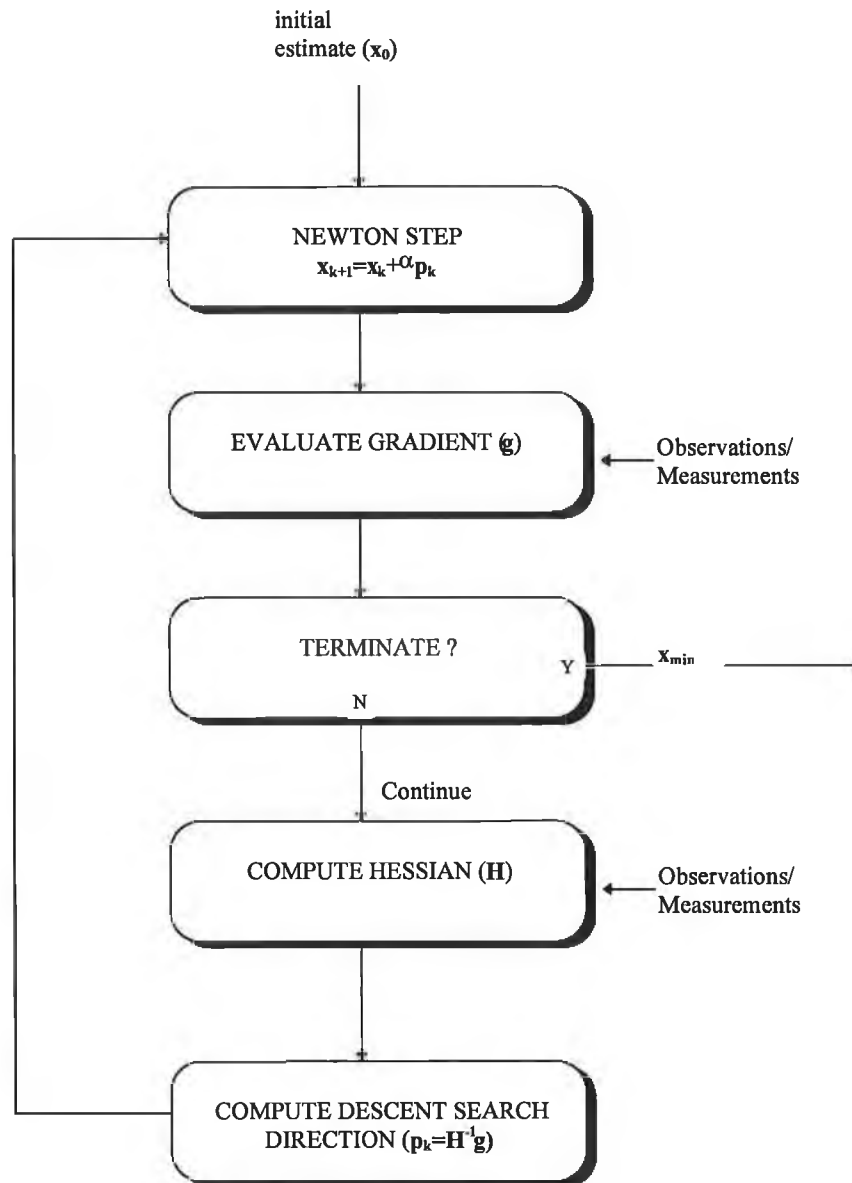 initial
estimate (x₀)
NEWTON STEP
xₖ₊₁=xₖ+αpₖ
EVALUATE GRADIENT (g)
Observations/
Measurements
TERMINATE ?
Y
x_min
N
Continue
COMPUTE HESSIAN (H)
Observations/
Measurements
COMPUTE DESCENT SEARCH
DIRECTION (pₖ=H⁻¹g)